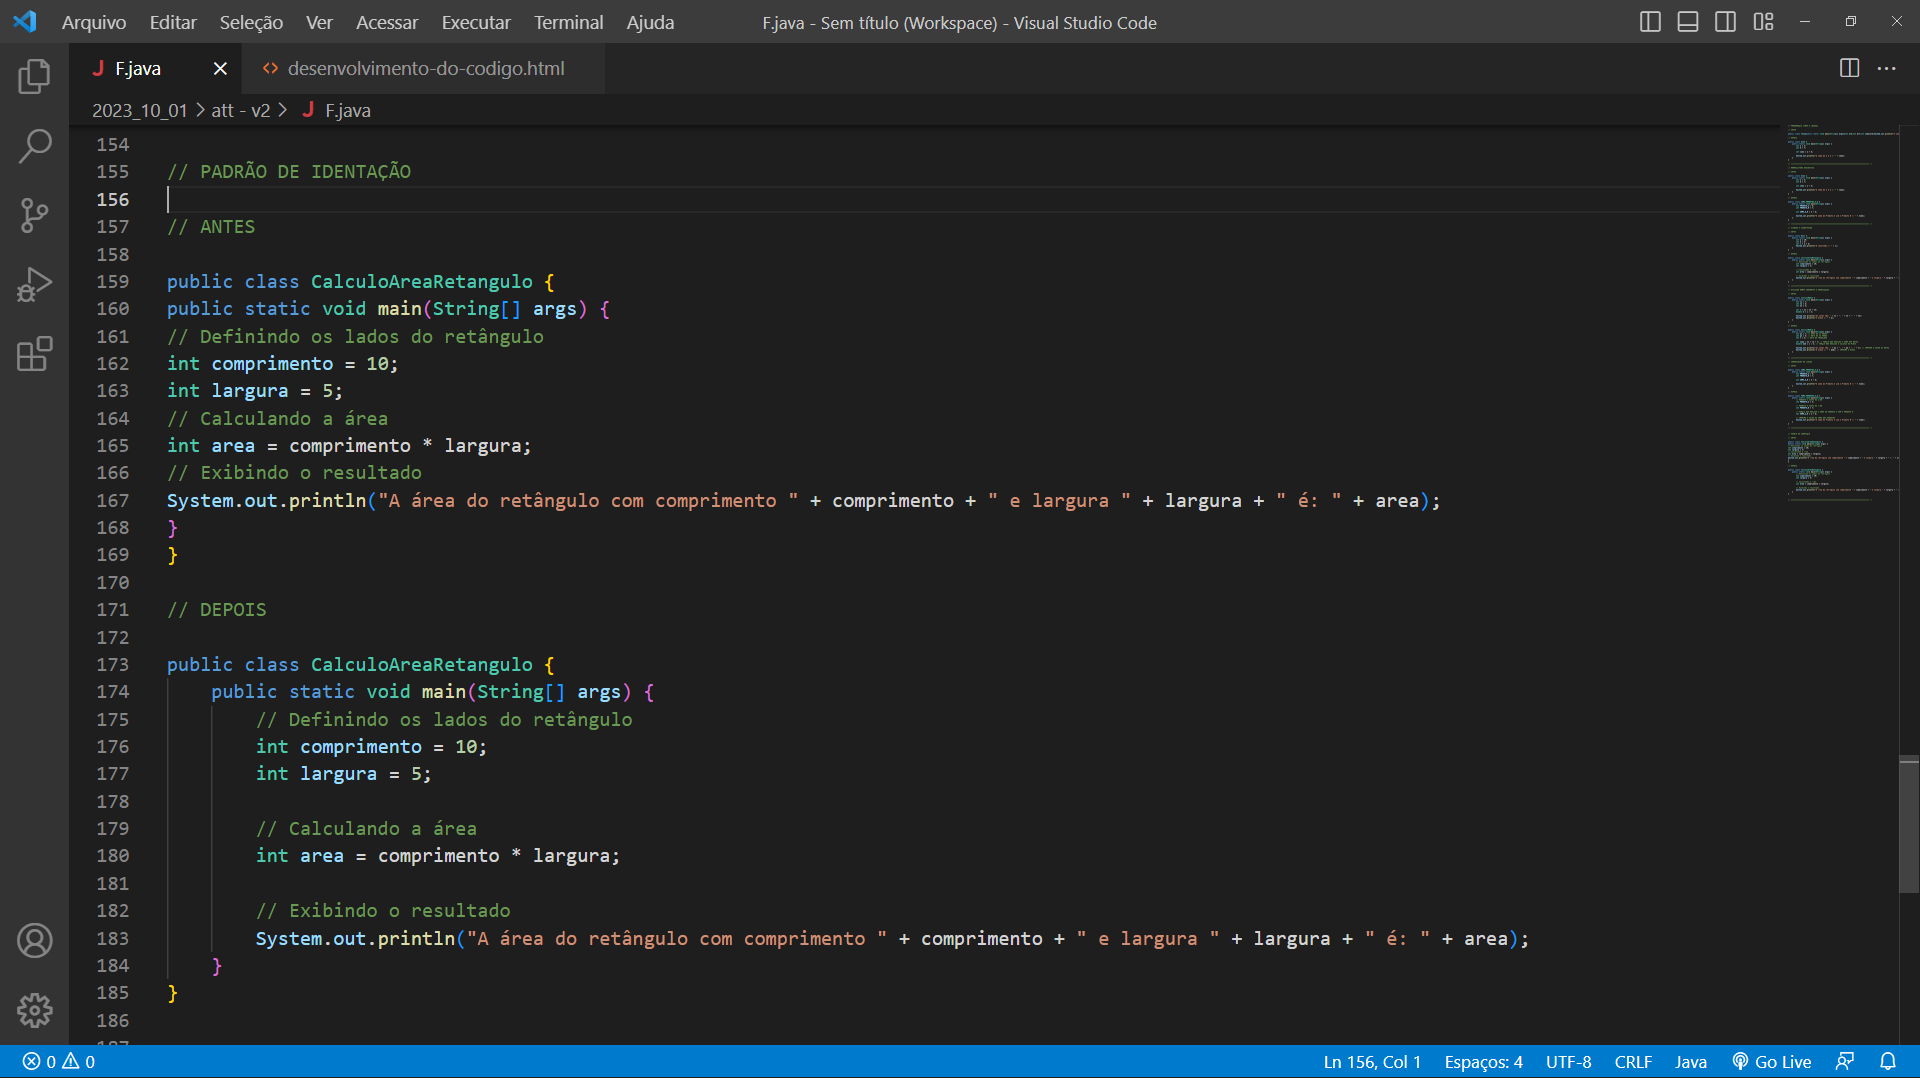 Arquivo Editar Seleção Ver Acessar Executar Terminal Ajuda F.java - Sem título (Workspace) - Visual Studio Code
F.java desenvolvimento-do-codigo.html
2023_10_01 > att - v2 > F.java
154
155 // PADRÃO DE IDENTAÇÃO
156
157 // ANTES
158
159 public class CalculoAreaRetangulo {
160 public static void main(String[] args) {
161 // Definindo os lados do retângulo
162 int comprimento = 10;
163 int largura = 5;
164 // Calculando a área
165 int area = comprimento * largura;
166 // Exibindo o resultado
167 System.out.println("A área do retângulo com comprimento " + comprimento + " e largura " + largura + " é: " + area);
168 }
169 }
170
171 // DEPOIS
172
173 public class CalculoAreaRetangulo {
174     public static void main(String[] args) {
175         // Definindo os lados do retângulo
176         int comprimento = 10;
177         int largura = 5;
178
179         // Calculando a área
180         int area = comprimento * largura;
181
182         // Exibindo o resultado
183         System.out.println("A área do retângulo com comprimento " + comprimento + " e largura " + largura + " é: " + area);
184     }
185 }
186
0 0 Ln 156, Col 1 Espaços: 4 UTF-8 CRLF Java Go Live